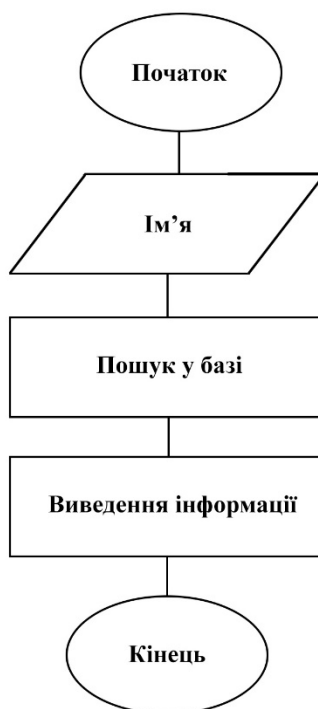 Початок
Ім’я
Пошук у базі
Виведення інформації
Кінець